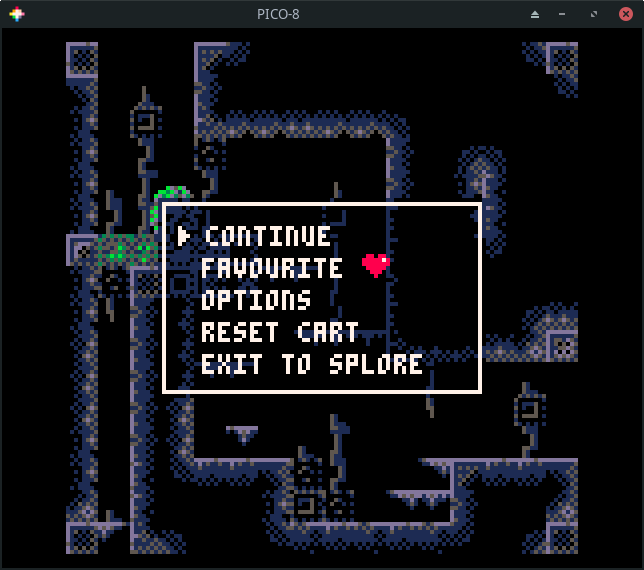 PICO-8
CONTINUE
FAVOURITE
OPTIONS
RESET CART
EXIT TO SPLORE